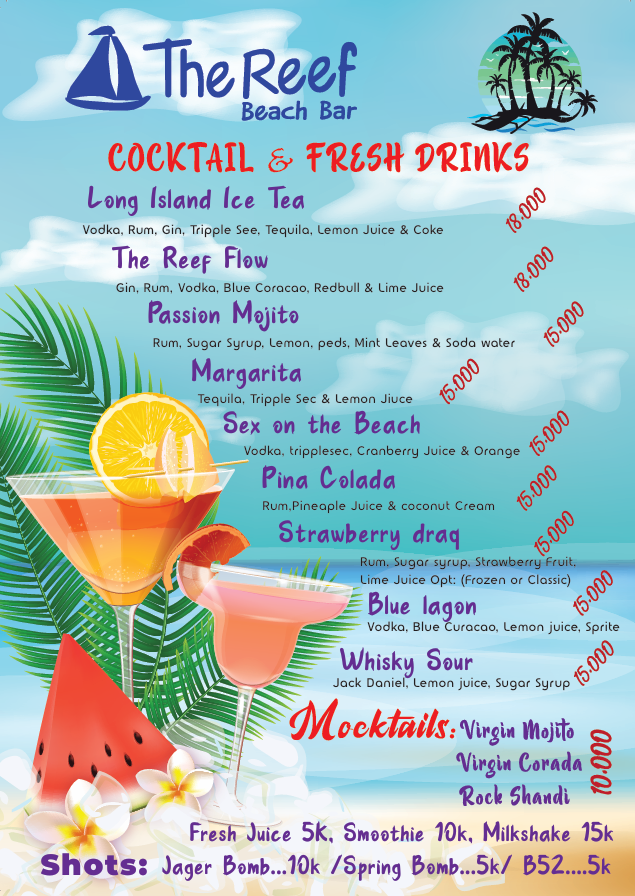 The Reef
Beach Bar
COCKTAIL & FRESH DRINKS
Long Island Ice Tea
18.000
Vodka, Rum, Gin, Tripple See, Tequila, Lemon Juice & Coke
The Reef Flow
18.000
Gin, Rum, Vodka, Blue Coracao, Redbull & Lime Juice
Passion Mojito
15.000
Rum, Sugar Syrup, Lemon, peds, Mint Leaves & Soda water
Margarita
15.000
Tequila, Tripple Sec & Lemon Jiuce
Sex on the Beach
15.000
Vodka, tripplesec, Cranberry Juice & Orange
Pina Colada
15.000
Rum,Pineaple Juice & coconut Cream
Strawberry draq
15.000
Rum, Sugar syrup, Strawberry Fruit,
Lime Juice Opt: (Frozen or Classic)
Blue lagon
15.000
Vodka, Blue Curacao, Lemon juice, Sprite
Whisky Sour
15.000
Jack Daniel, Lemon juice, Sugar Syrup
Mocktails: Virgin Mojito
Virgin Corada
Rock Shandi
10.000
Fresh Juice 5K, Smoothie 10k, Milkshake 15k
Shots: Jager Bomb...10k /Spring Bomb...5k/ B52....5k